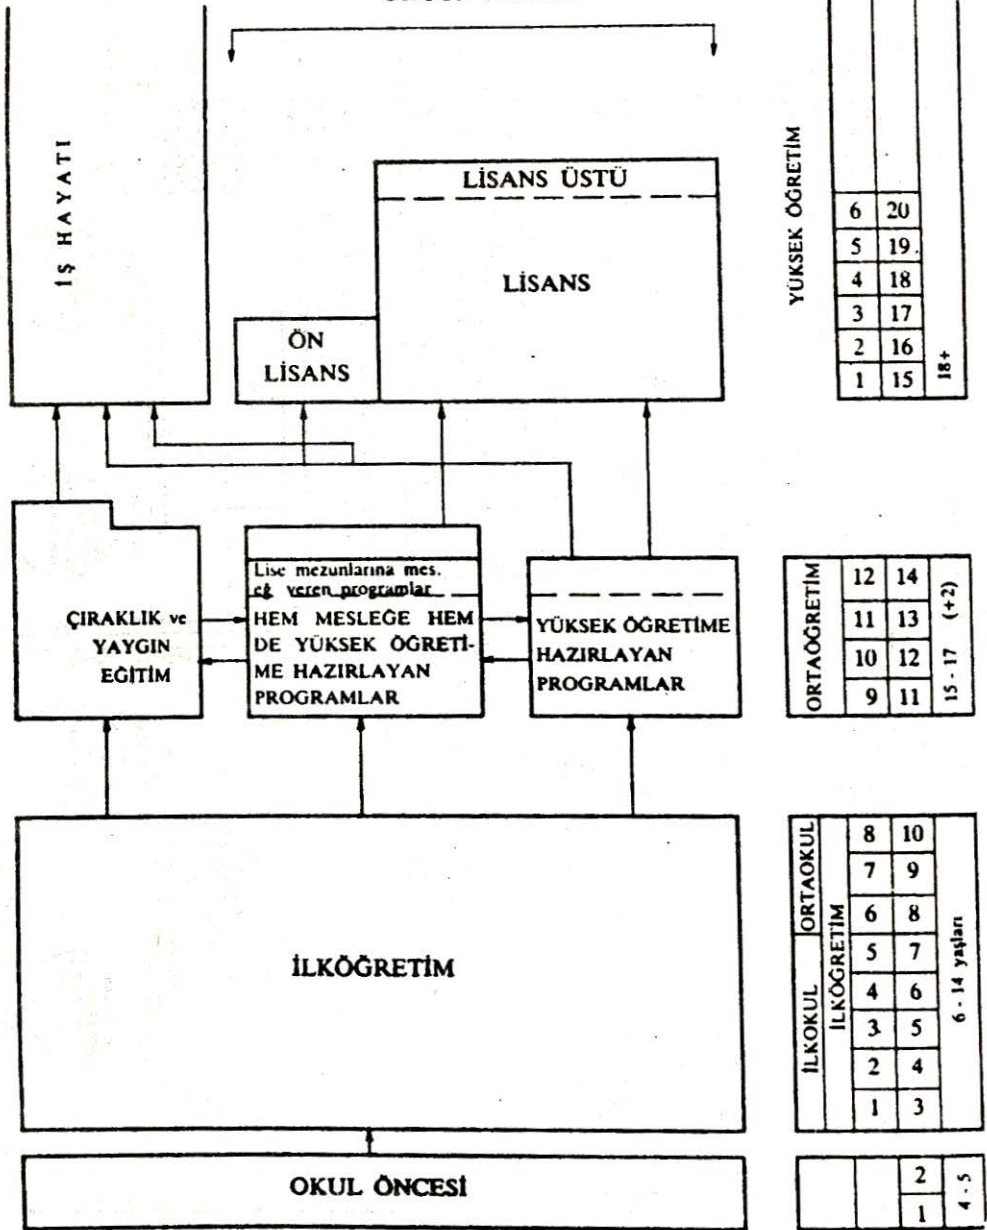 İŞ HAYATI
LİSANS ÜSTÜ
LİSANS
ÖN
LİSANS
YÜKSEK ÖĞRETİM
6 20
5 19
4 18
3 17
2 16
1 15
18+
ÇIRAKLIK ve
YAYGIN
EĞİTİM
Lise mezunlarına mes.
eğ veren programlar
HEM MESLEĞE HEM
DE YÜKSEK ÖĞRETİ-
ME HAZIRLAYAN
PROGRAMLAR
YÜKSEK ÖĞRETİME
HAZIRLAYAN
PROGRAMLAR
ORTAÖĞRETİM
12 14
11 13
10 12
9 11
15 - 17 (+2)
İLKÖĞRETİM
İLKOKUL ORTAOKUL
İLKÖĞRETİM
8 10
7 9
6 8
5 7
4 6
3 5
2 4
1 3
6 - 14 yaşları
OKUL ÖNCESİ
2
1
4 - 5